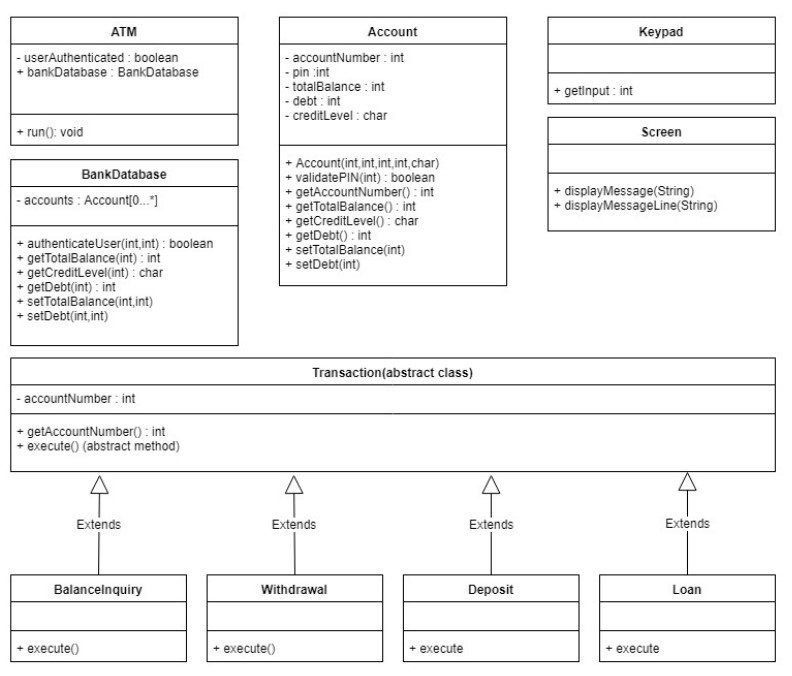 ATM
- userAuthenticated : boolean
+ bankDatabase : BankDatabase
+ run(): void
BankDatabase
- accounts : Account[0...*]
+ authenticateUser(int,int) : boolean
+ getTotalBalance(int) : int
+ getCreditLevel(int) : char
+ getDebt(int) : int
+ setTotalBalance(int,int)
+ setDebt(int,int)
Account
- accountNumber : int
- pin :int
- totalBalance : int
- debt : int
- creditLevel : char
+ Account(int,int,int,int,char)
+ validatePIN(int) : boolean
+ getAccountNumber() : int
+ getTotalBalance() : int
+ getCreditLevel() : char
+ getDebt() : int
+ setTotalBalance(int)
+ setDebt(int)
Keypad
+ getInput : int
Screen
+ displayMessage(String)
+ displayMessageLine(String)
Transaction(abstract class)
- accountNumber : int
+ getAccountNumber() : int
+ execute() (abstract method)
Extends
Extends
Extends
Extends
BalanceInquiry
+ execute()
Withdrawal
+ execute()
Deposit
+ execute
Loan
+ execute